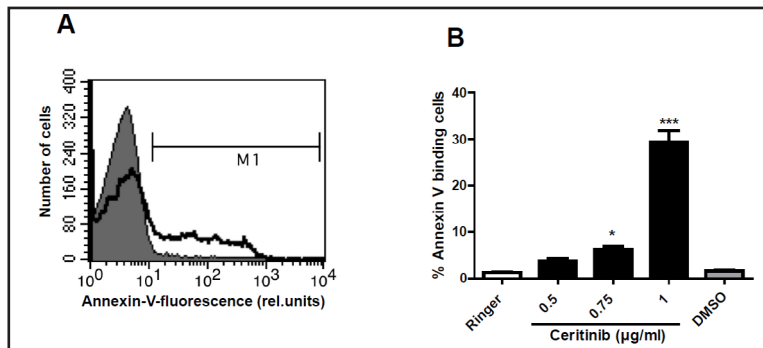 A
Number of cells
400
320
240
160
80
0
M1
10^0 10^1 10^2 10^3 10^4
Annexin-V-fluorescence (rel.units)
B
% Annexin V binding cells
40
30
20
10
0
*
***
Ringer 0.5 0.75 1 DMSO
Ceritinib (µg/ml)